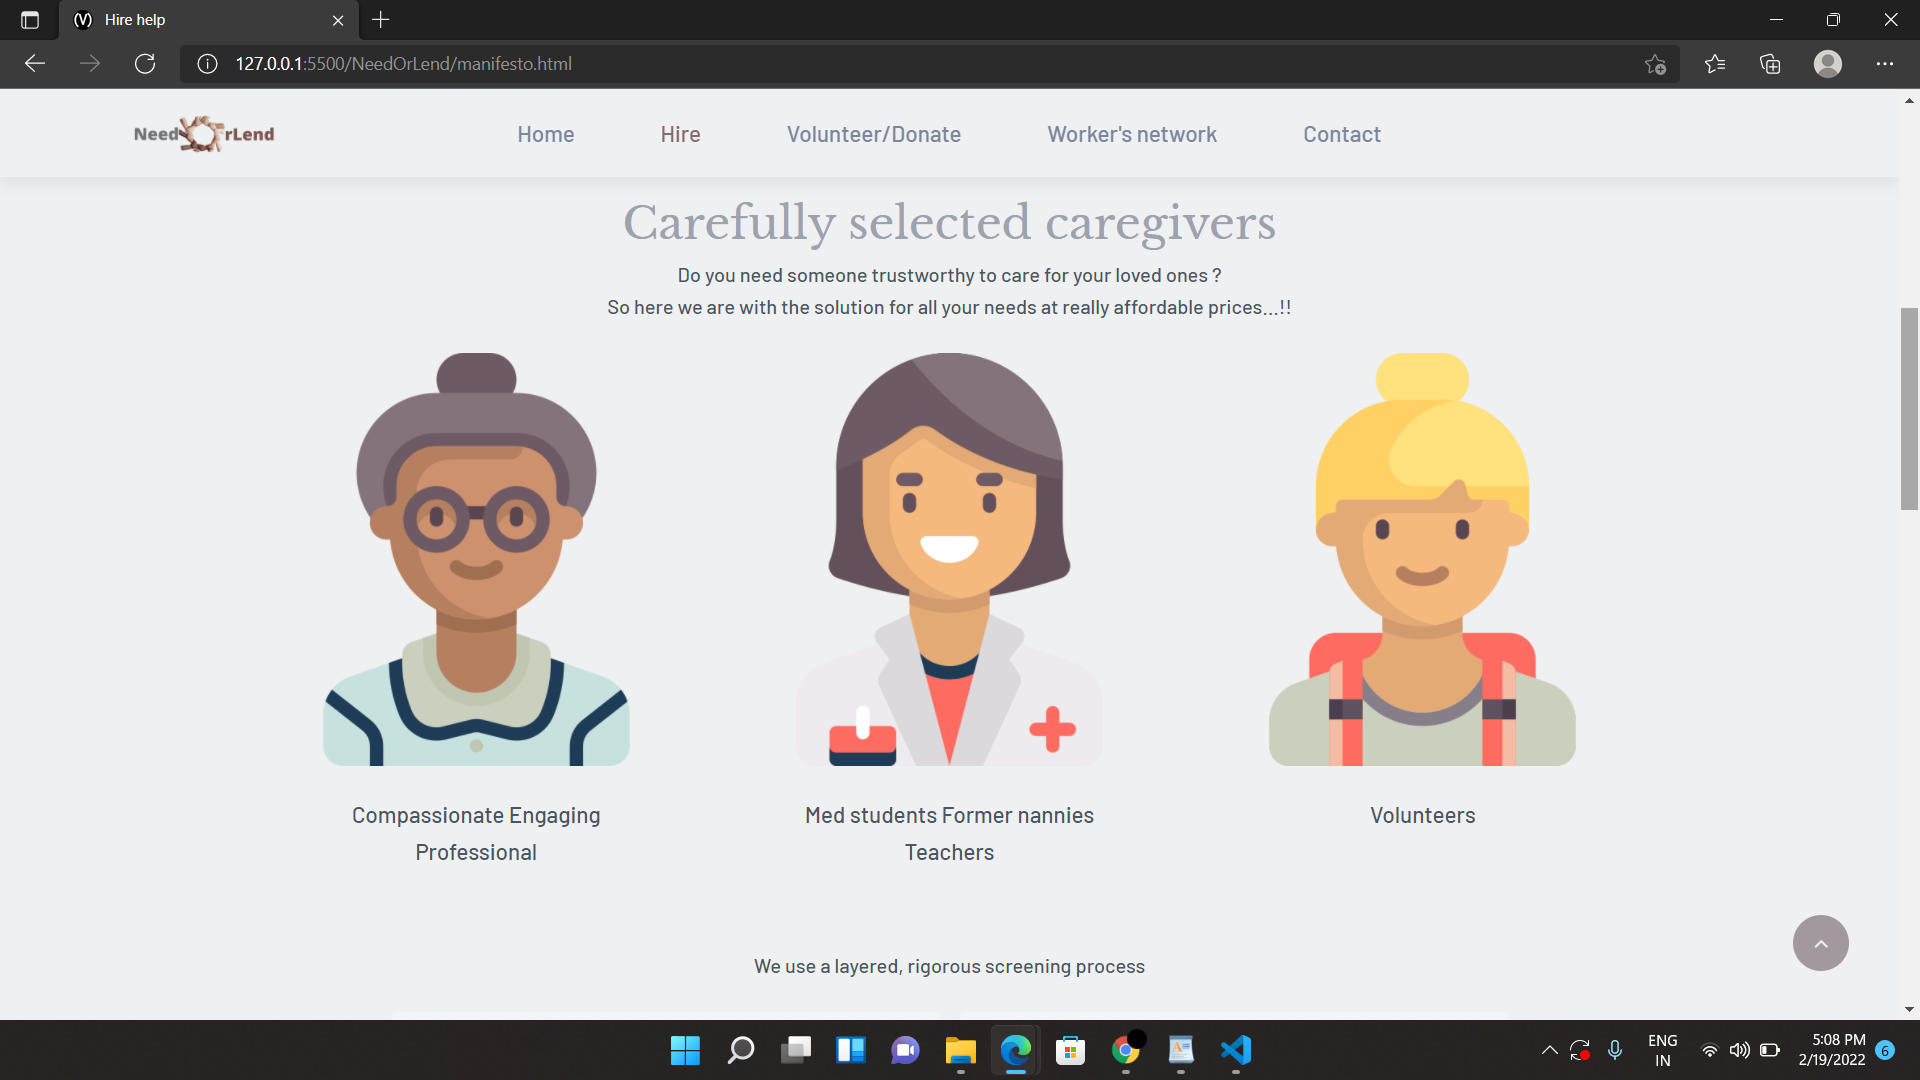 Hire help
127.0.0.1:5500/NeedOrLend/manifesto.html
Need rLend
Home Hire Volunteer/Donate Worker's network Contact
Carefully selected caregivers
Do you need someone trustworthy to care for your loved ones ?
So here we are with the solution for all your needs at really affordable prices...!!
Compassionate Engaging
Professional
Med students Former nannies
Teachers
Volunteers
We use a layered, rigorous screening process
ENG
IN
5:08 PM
2/19/2022
6